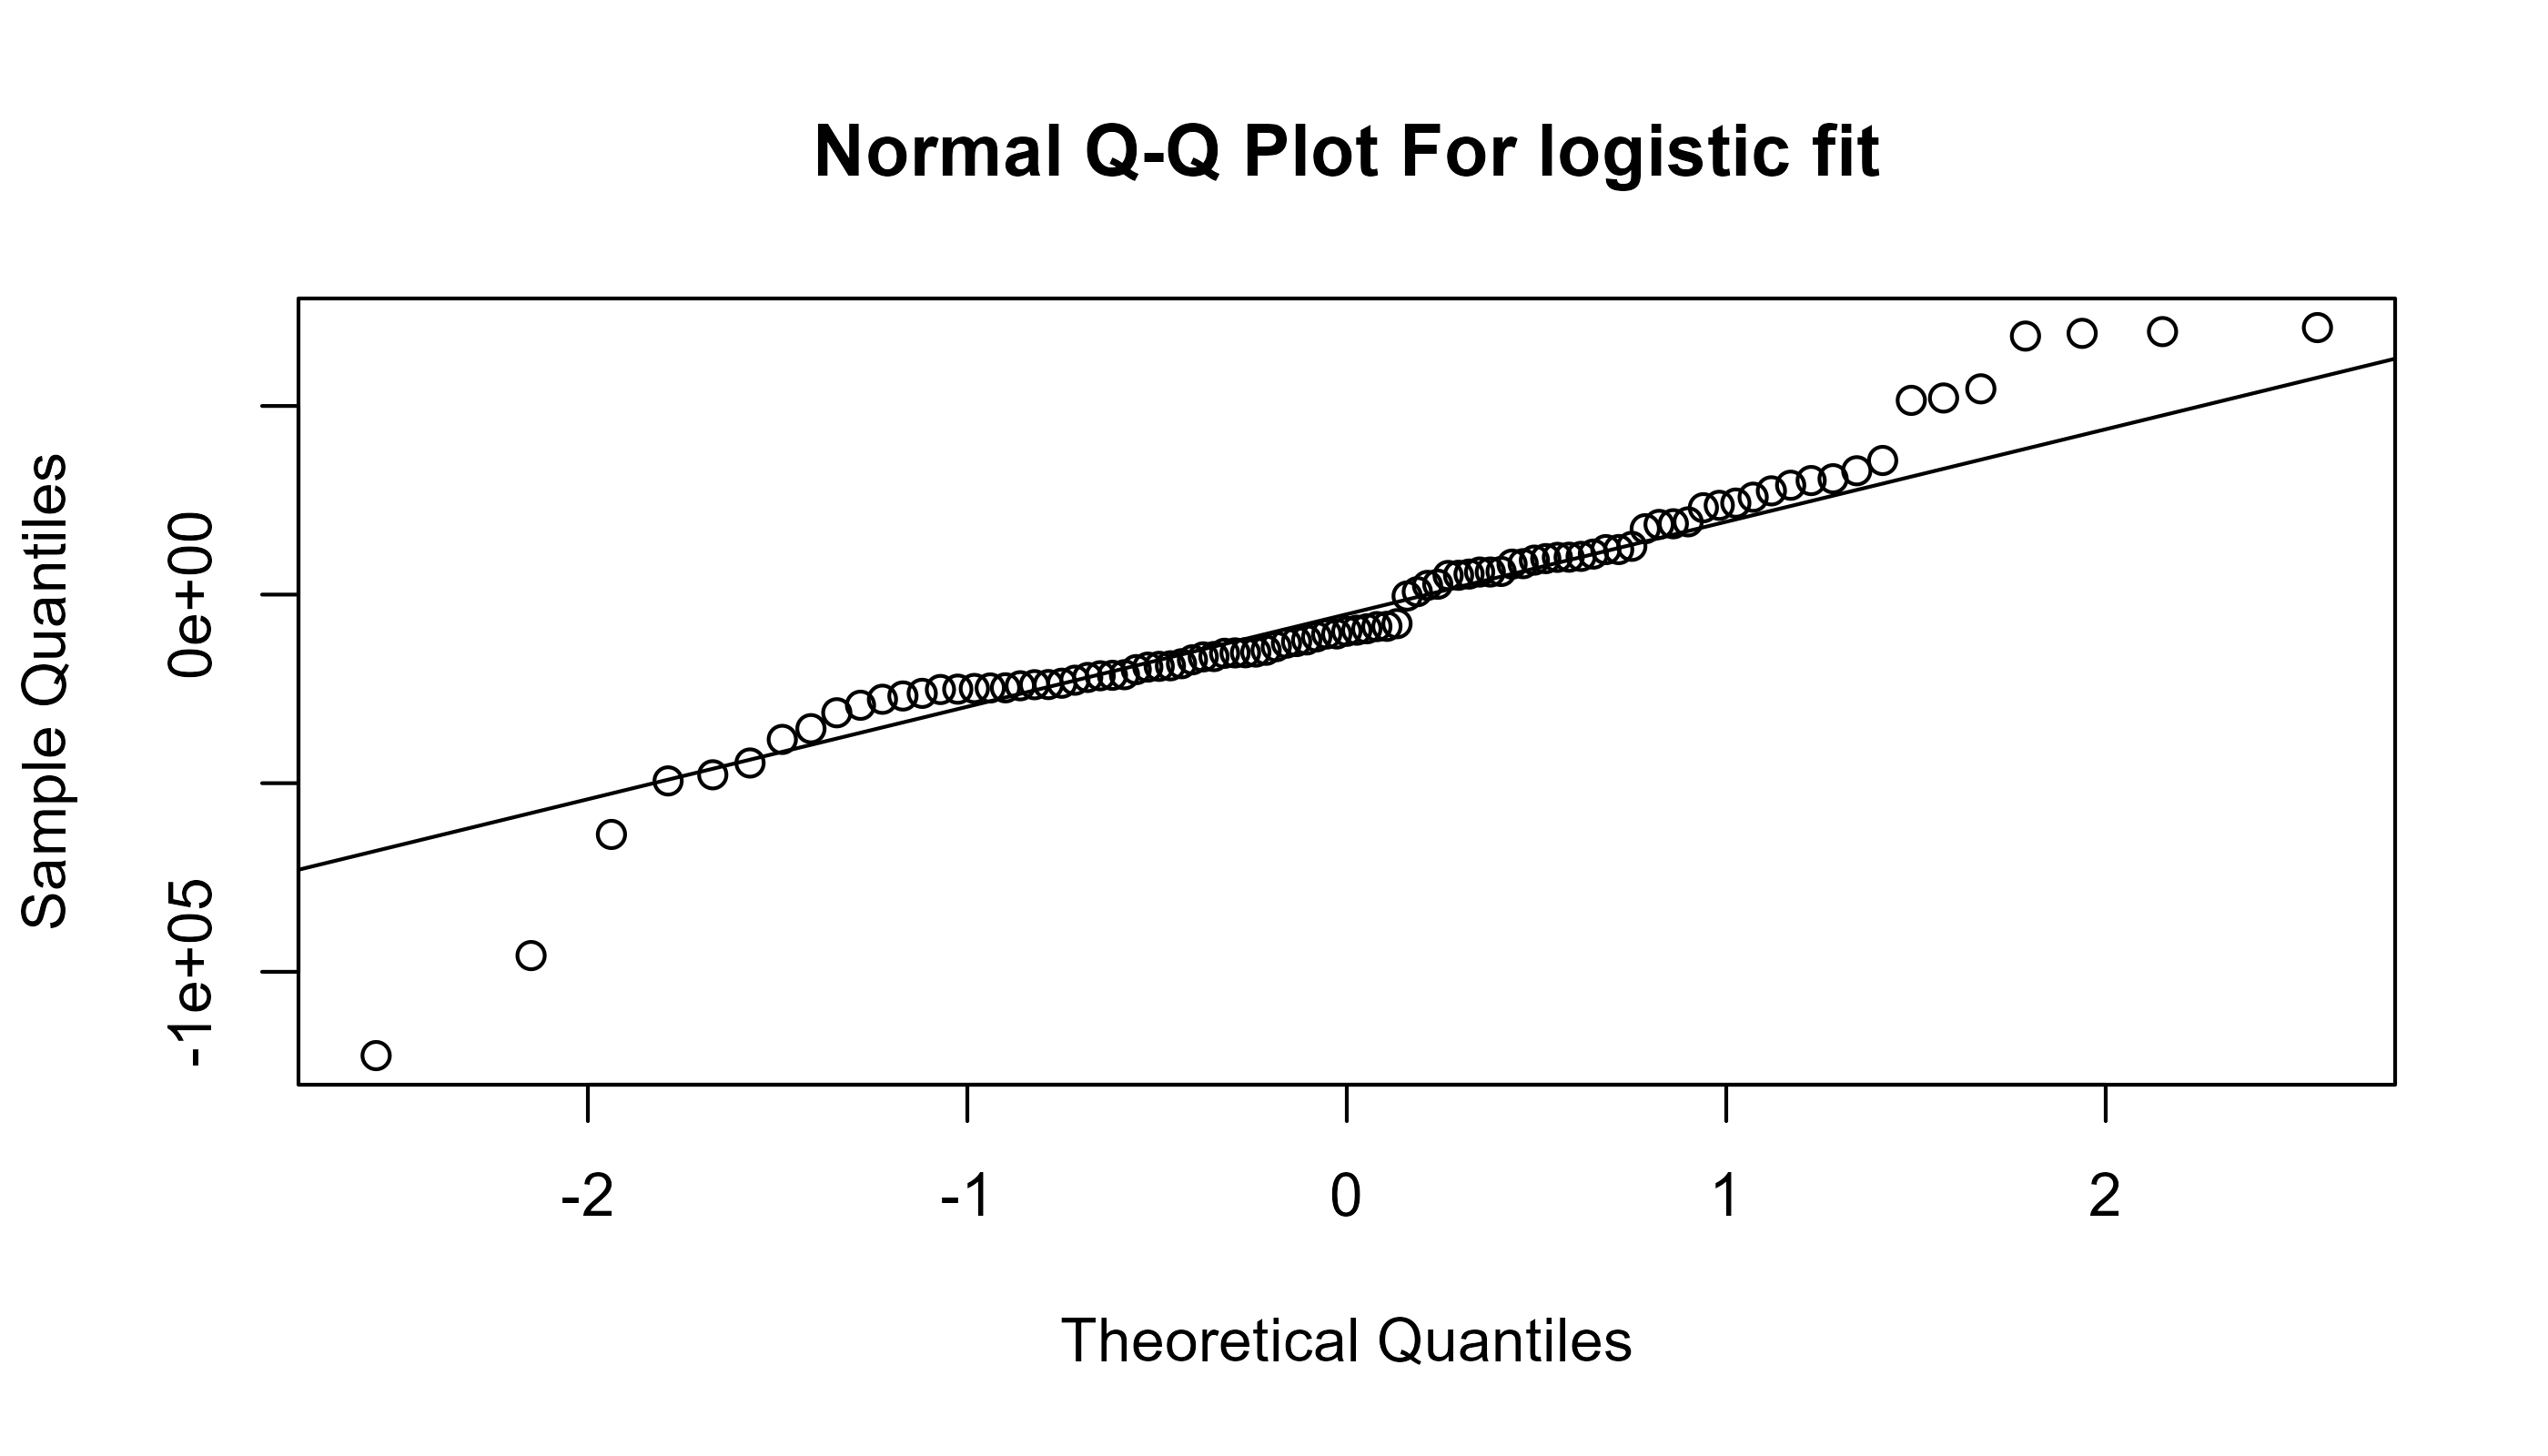 Normal Q-Q Plot For logistic fit
Sample Quantiles
0e+00
-1e+05
-2 -1 0 1 2
Theoretical Quantiles